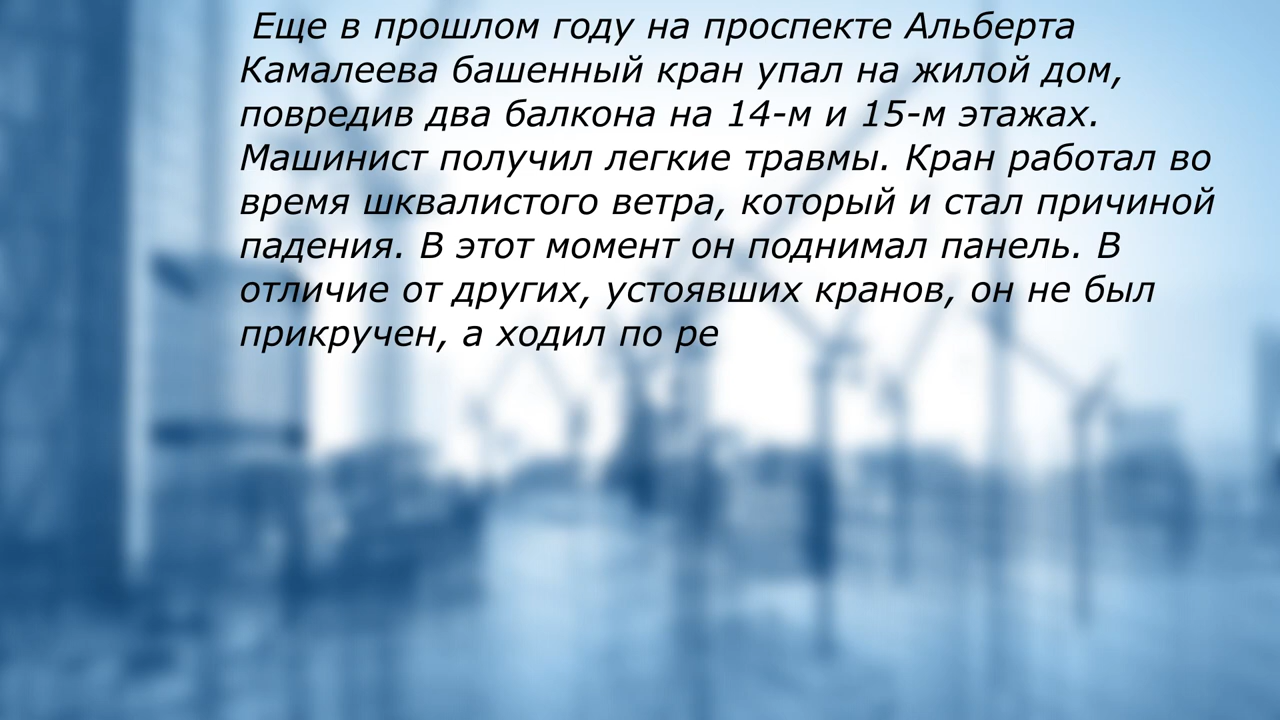 Еще в прошлом году на проспекте Альберта
Камалеева башенный кран упал на жилой дом,
повредив два балкона на 14-м и 15-м этажах.
Машинист получил легкие травмы. Кран работал во
время шквалистого ветра, который и стал причиной
падения. В этот момент он поднимал панель. В
отличие от других, устоявших кранов, он не был
прикручен, а ходил по ре